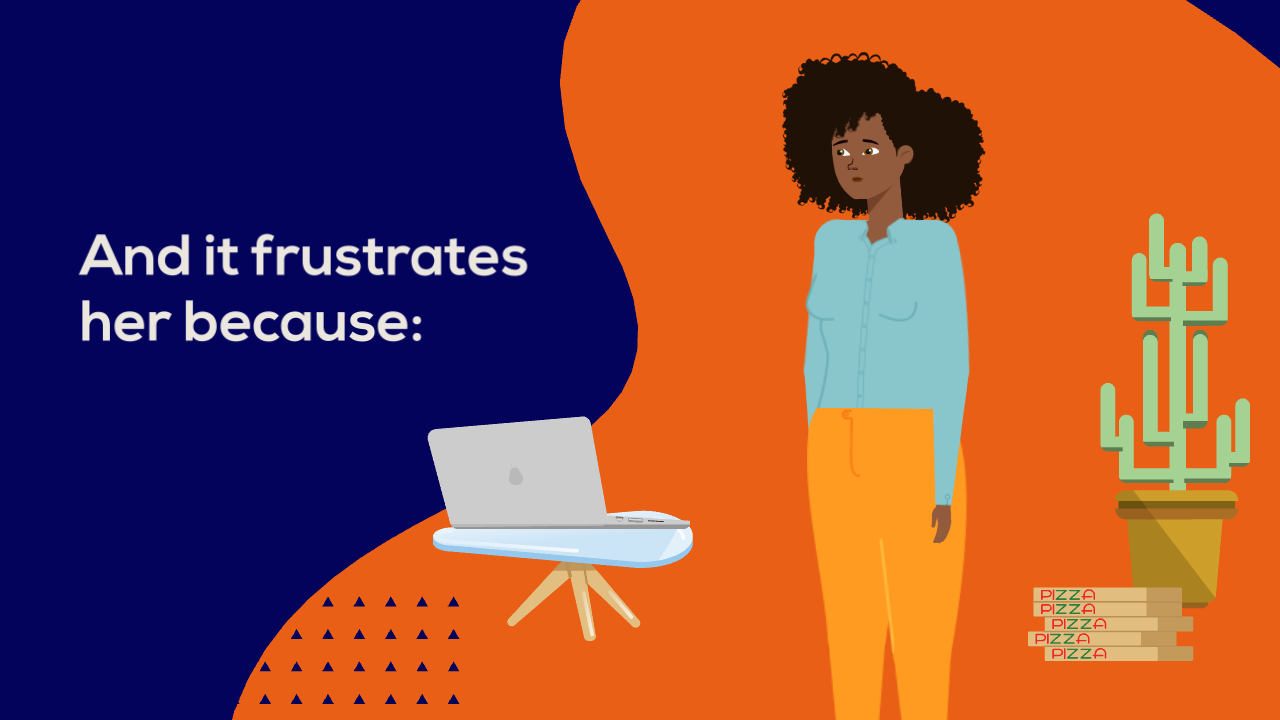 And it frustrates
her because:
PIZZA
PIZZA
PIZZA
PIZZA
PIZZA